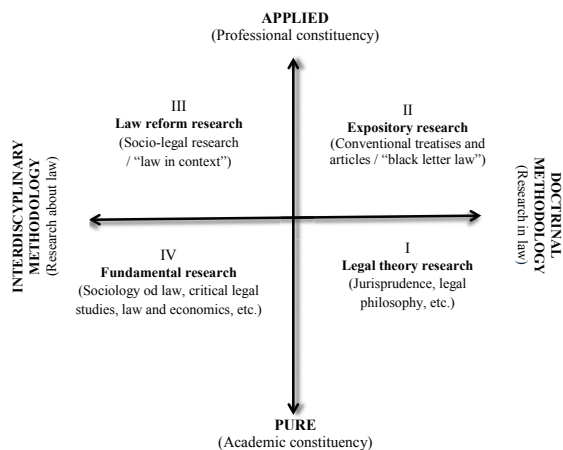 APPLIED
(Professional constituency)
III
Law reform research
(Socio-legal research
/ “law in context”)
II
Expository research
(Conventional treatises and
articles / “black letter law”)
INTERDISCYPLINARY
METHODOLOGY
(Research about law)
DOCTRINAL
METHODOLOGY
(Research in law)
IV
Fundamental research
(Sociology od law, critical legal
studies, law and economics, etc.)
I
Legal theory research
(Jurisprudence, legal
philosophy, etc.)
PURE
(Academic constituency)